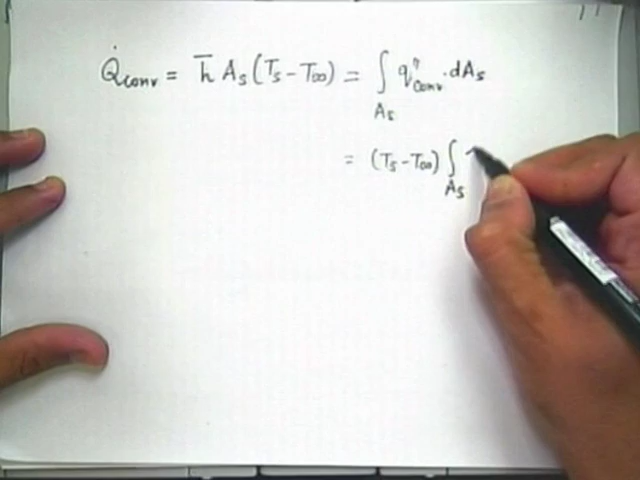 Q̇conv = h̄ As (Ts - T∞) = ∫As q″conv · dAs
= (Ts - T∞) ∫As